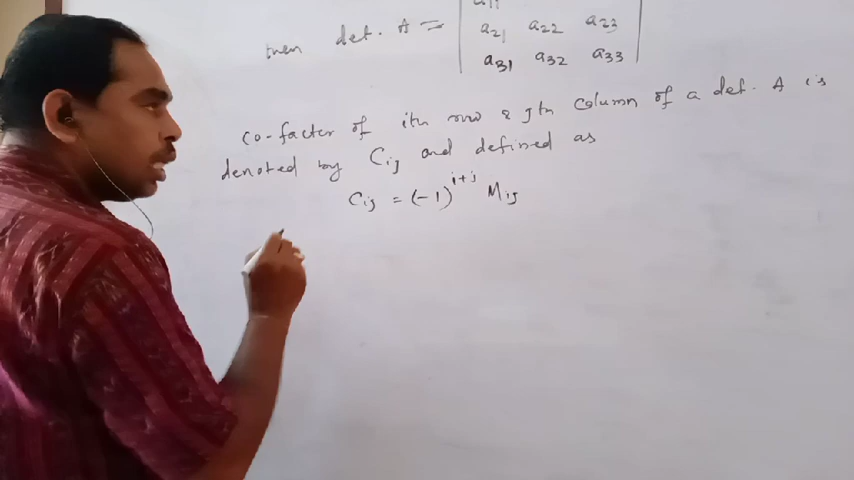 a11
then det. A = a21 a22 a23
a31 a32 a33
co-factor of ith row & jth column of a det. A is
denoted by Cij and defined as
Cij = (-1)^{i+j} Mij